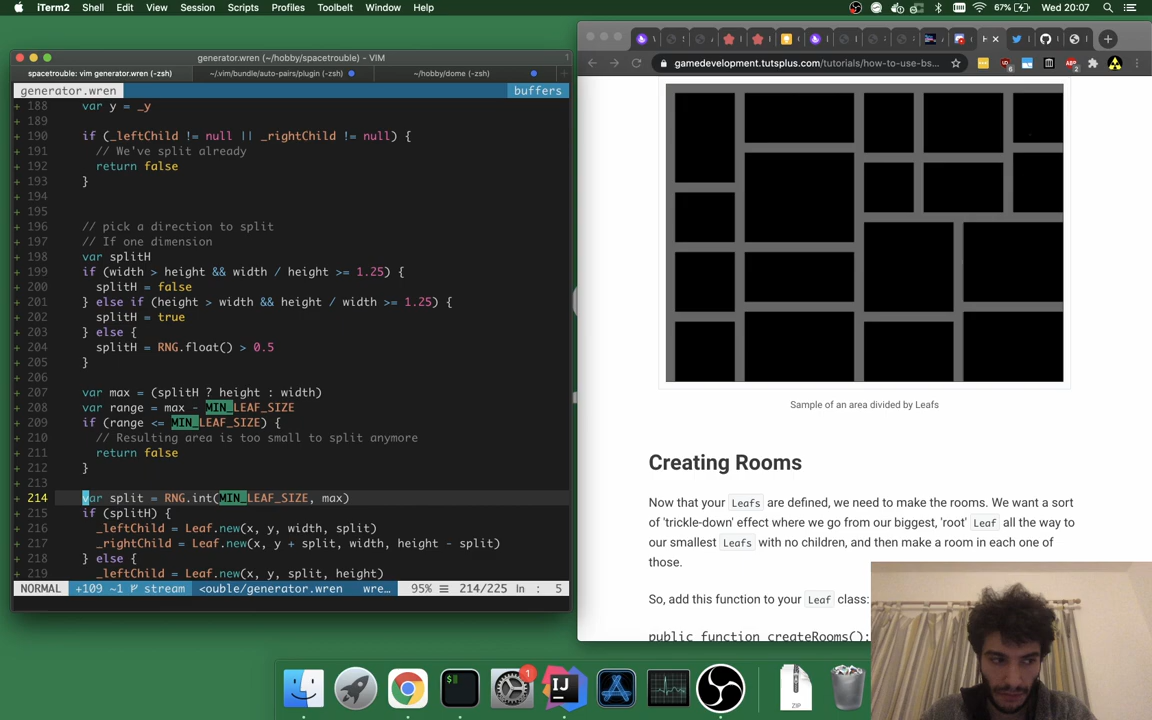 iTerm2 Shell Edit View Session Scripts Profiles Toolbelt Window Help
67% Wed 20:07
generator.wren (~/hobby/spacetrouble) - VIM
spacetrouble: vim generator.wren (-zsh) ~/.vim/bundle/auto-pairs/plugin (-zsh) ~/hobby/dome (-zsh)
generator.wren buffers
+ 188 var y = _y
+ 189
+ 190 if (_leftChild != null || _rightChild != null) {
+ 191 // We've split already
+ 192 return false
+ 193 }
+ 194
+ 195
+ 196 // pick a direction to split
+ 197 // If one dimension
+ 198 var splitH
+ 199 if (width > height && width / height >= 1.25) {
+ 200 splitH = false
+ 201 } else if (height > width && height / width >= 1.25) {
+ 202 splitH = true
+ 203 } else {
+ 204 splitH = RNG.float() > 0.5
+ 205 }
+ 206
+ 207 var max = (splitH ? height : width)
+ 208 var range = max - MIN_LEAF_SIZE
+ 209 if (range <= MIN_LEAF_SIZE) {
+ 210 // Resulting area is too small to split anymore
+ 211 return false
+ 212 }
+ 213
+ 214 var split = RNG.int(MIN_LEAF_SIZE, max)
+ 215 if (splitH) {
+ 216 _leftChild = Leaf.new(x, y, width, split)
+ 217 _rightChild = Leaf.new(x, y + split, width, height - split)
+ 218 } else {
+ 219 _leftChild = Leaf.new(x, y, split, height)
NORMAL +109 ~1 stream <ouble/generator.wren wre… 95% 214/225 ln : 5
gamedevelopment.tutsplus.com/tutorials/how-to-use-bs...
Sample of an area divided by Leafs
Creating Rooms
Now that your Leafs are defined, we need to make the rooms. We want a sort
of 'trickle-down' effect where we go from our biggest, 'root' Leaf all the way to
our smallest Leafs with no children, and then make a room in each one of
those.
So, add this function to your Leaf class:
public function createRooms():
1
IJ
ZIP